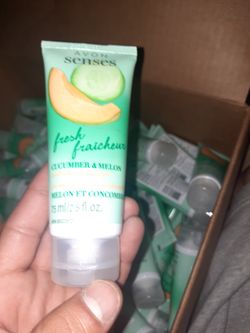 AVON
senses
fresh
fraîcheur
CUCUMBER & MELON
MELON ET CONCOMBRE
75 ml / 2.5 fl. oz.